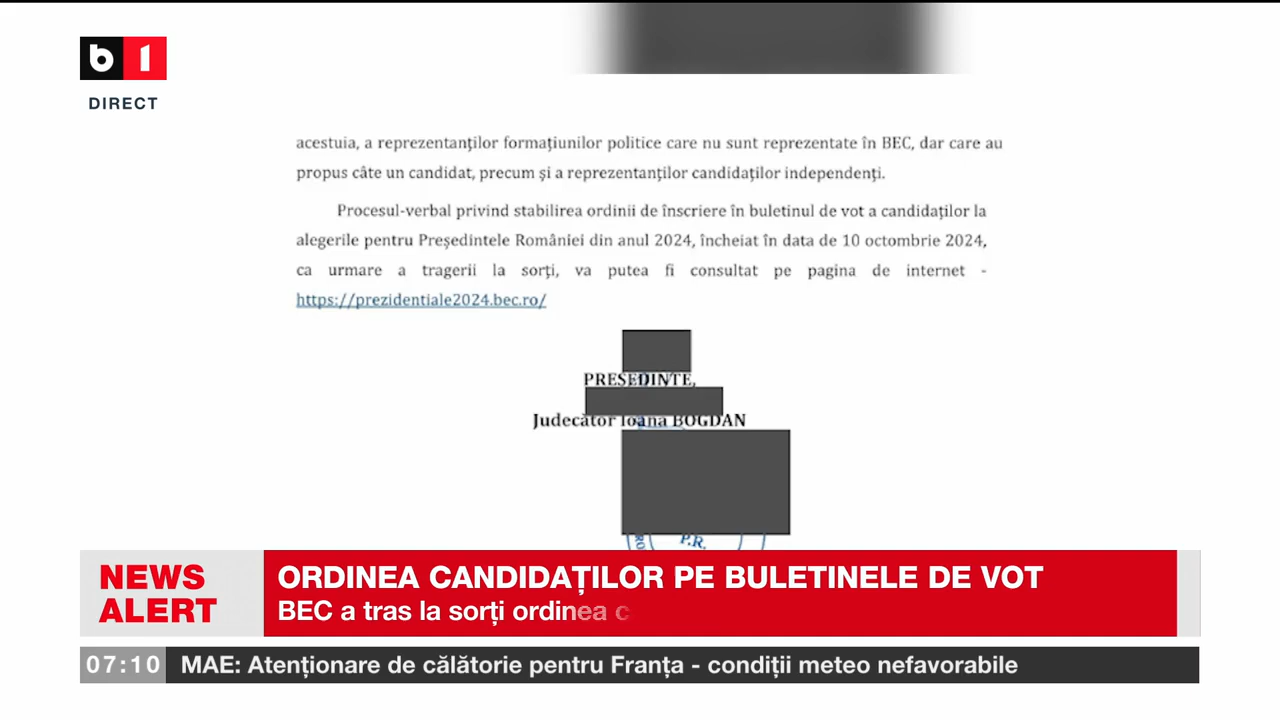 b1
DIRECT
acestuia, a reprezentanților formațiunilor politice care nu sunt reprezentate în BEC, dar care au
propus câte un candidat, precum și a reprezentanților candidaților independenți.
Procesul-verbal privind stabilirea ordinii de înscriere în buletinul de vot a candidaților la
alegerile pentru Președintele României din anul 2024, încheiat în data de 10 octombrie 2024,
ca urmare a tragerii la sorți, va putea fi consultat pe pagina de internet -
https://prezidentiale2024.bec.ro/
PREȘEDINTE,
Judecător Ioana BOGDAN
P.R.
NEWS
ALERT
ORDINEA CANDIDAȚILOR PE BULETINELE DE VOT
BEC a tras la sorți ordinea c
07:10 MAE: Atenționare de călătorie pentru Franța - condiții meteo nefavorabile